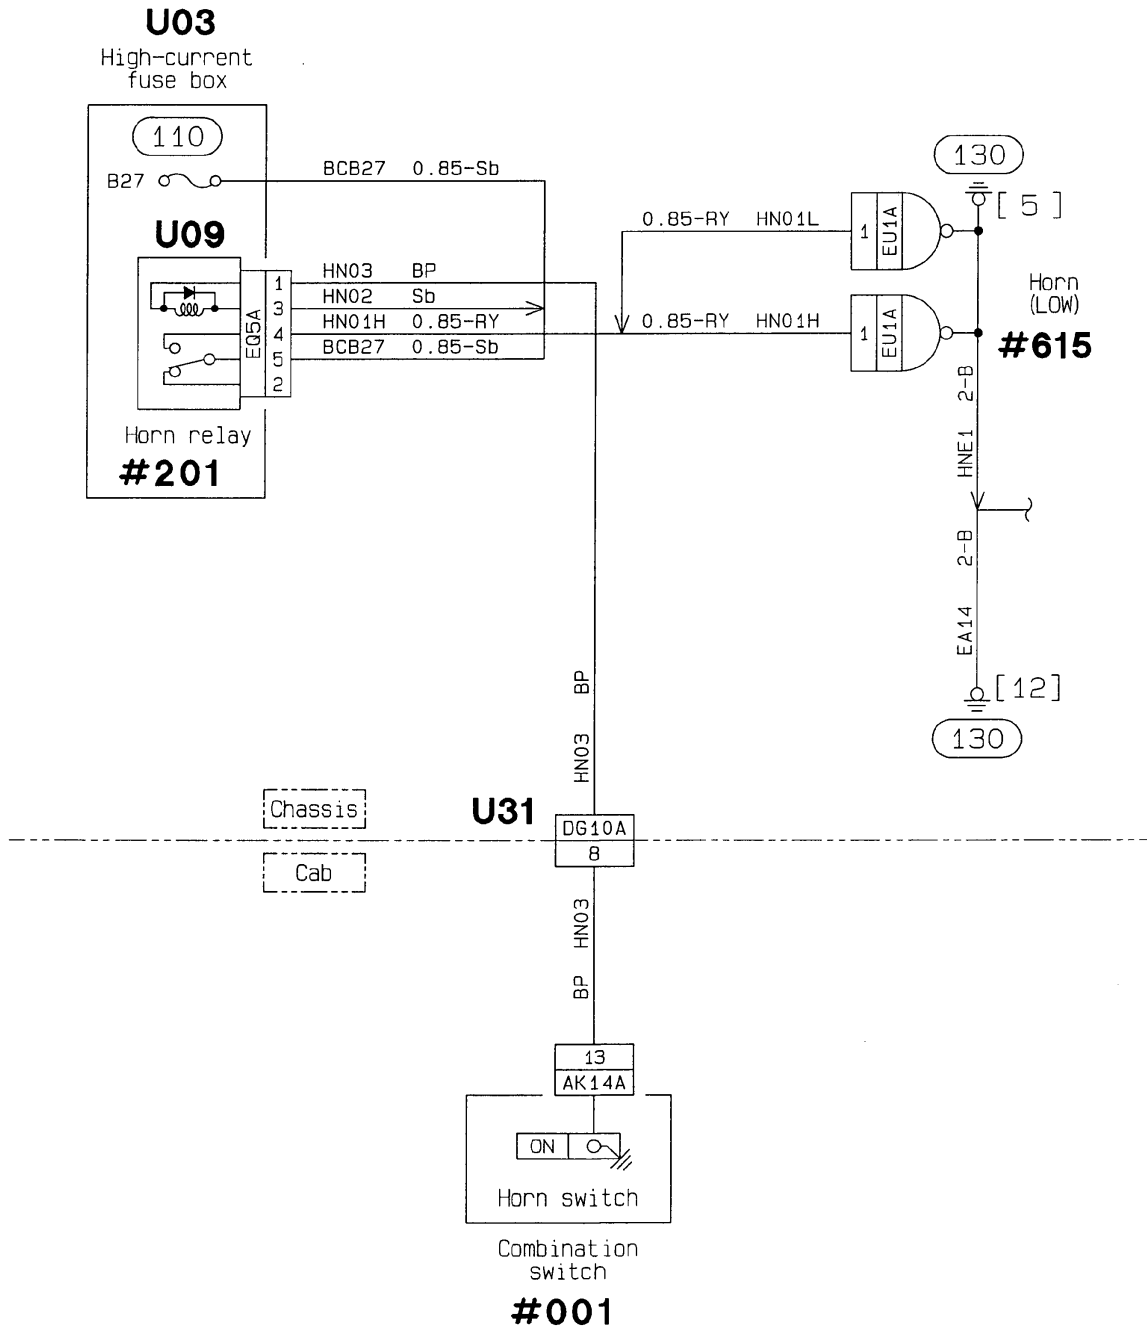 U03
High-current
fuse box
110
B27
BCB27 0.85-Sb
130
[ 5 ]
0.85-RY HN01L
1 EU1A
U09
HN03 BP
HN02 Sb
HN01H 0.85-RY
BCB27 0.85-Sb
EQ5A
1
3
4
5
2
0.85-RY HN01H
1 EU1A
Horn
(LOW)
#615
Horn relay
#201
HNE1 2-B
EA14 2-B
[12]
130
HN03 BP
Chassis
U31
DG10A
8
Cab
BP HN03
13
AK14A
ON
Horn switch
Combination
switch
#001